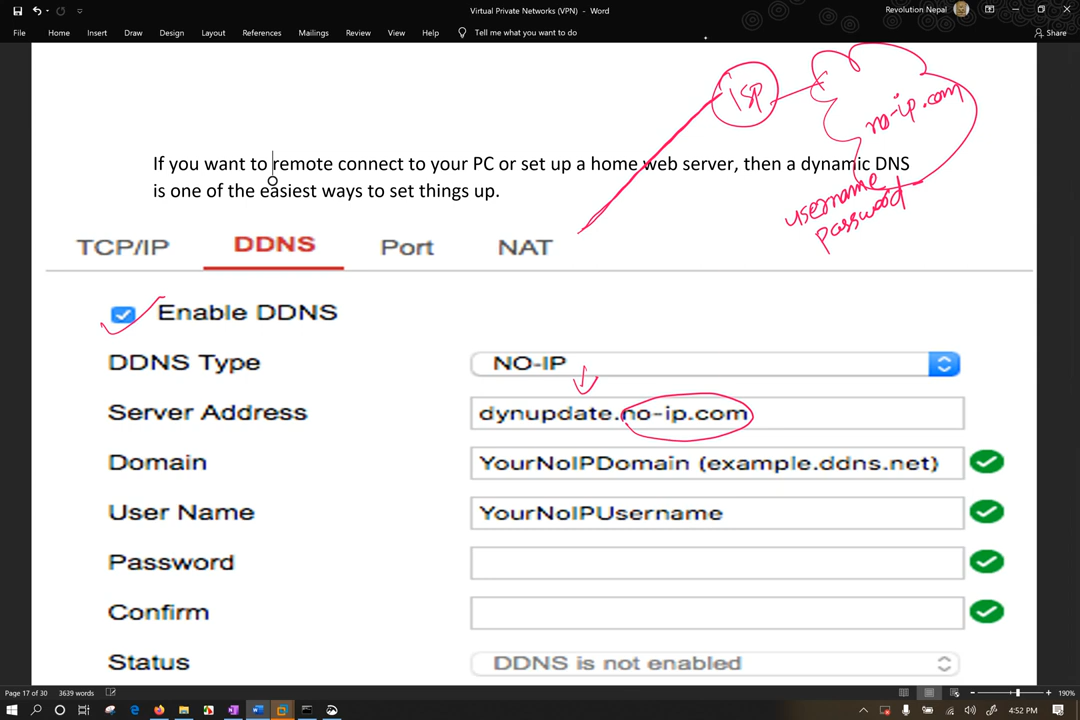 Virtual Private Networks (VPN) - Word
Revolution Nepal
File Home Insert Draw Design Layout References Mailings Review View Help Tell me what you want to do Share
isp
no-ip.com
username
password
If you want to remote connect to your PC or set up a home web server, then a dynamic DNS
is one of the easiest ways to set things up.
TCP/IP DDNS Port NAT
Enable DDNS
DDNS Type NO-IP
Server Address dynupdate.no-ip.com
Domain YourNoIPDomain (example.ddns.net)
User Name YourNoIPUsername
Password
Confirm
Status DDNS is not enabled
Page 17 of 30 3639 words 190%
4:52 PM